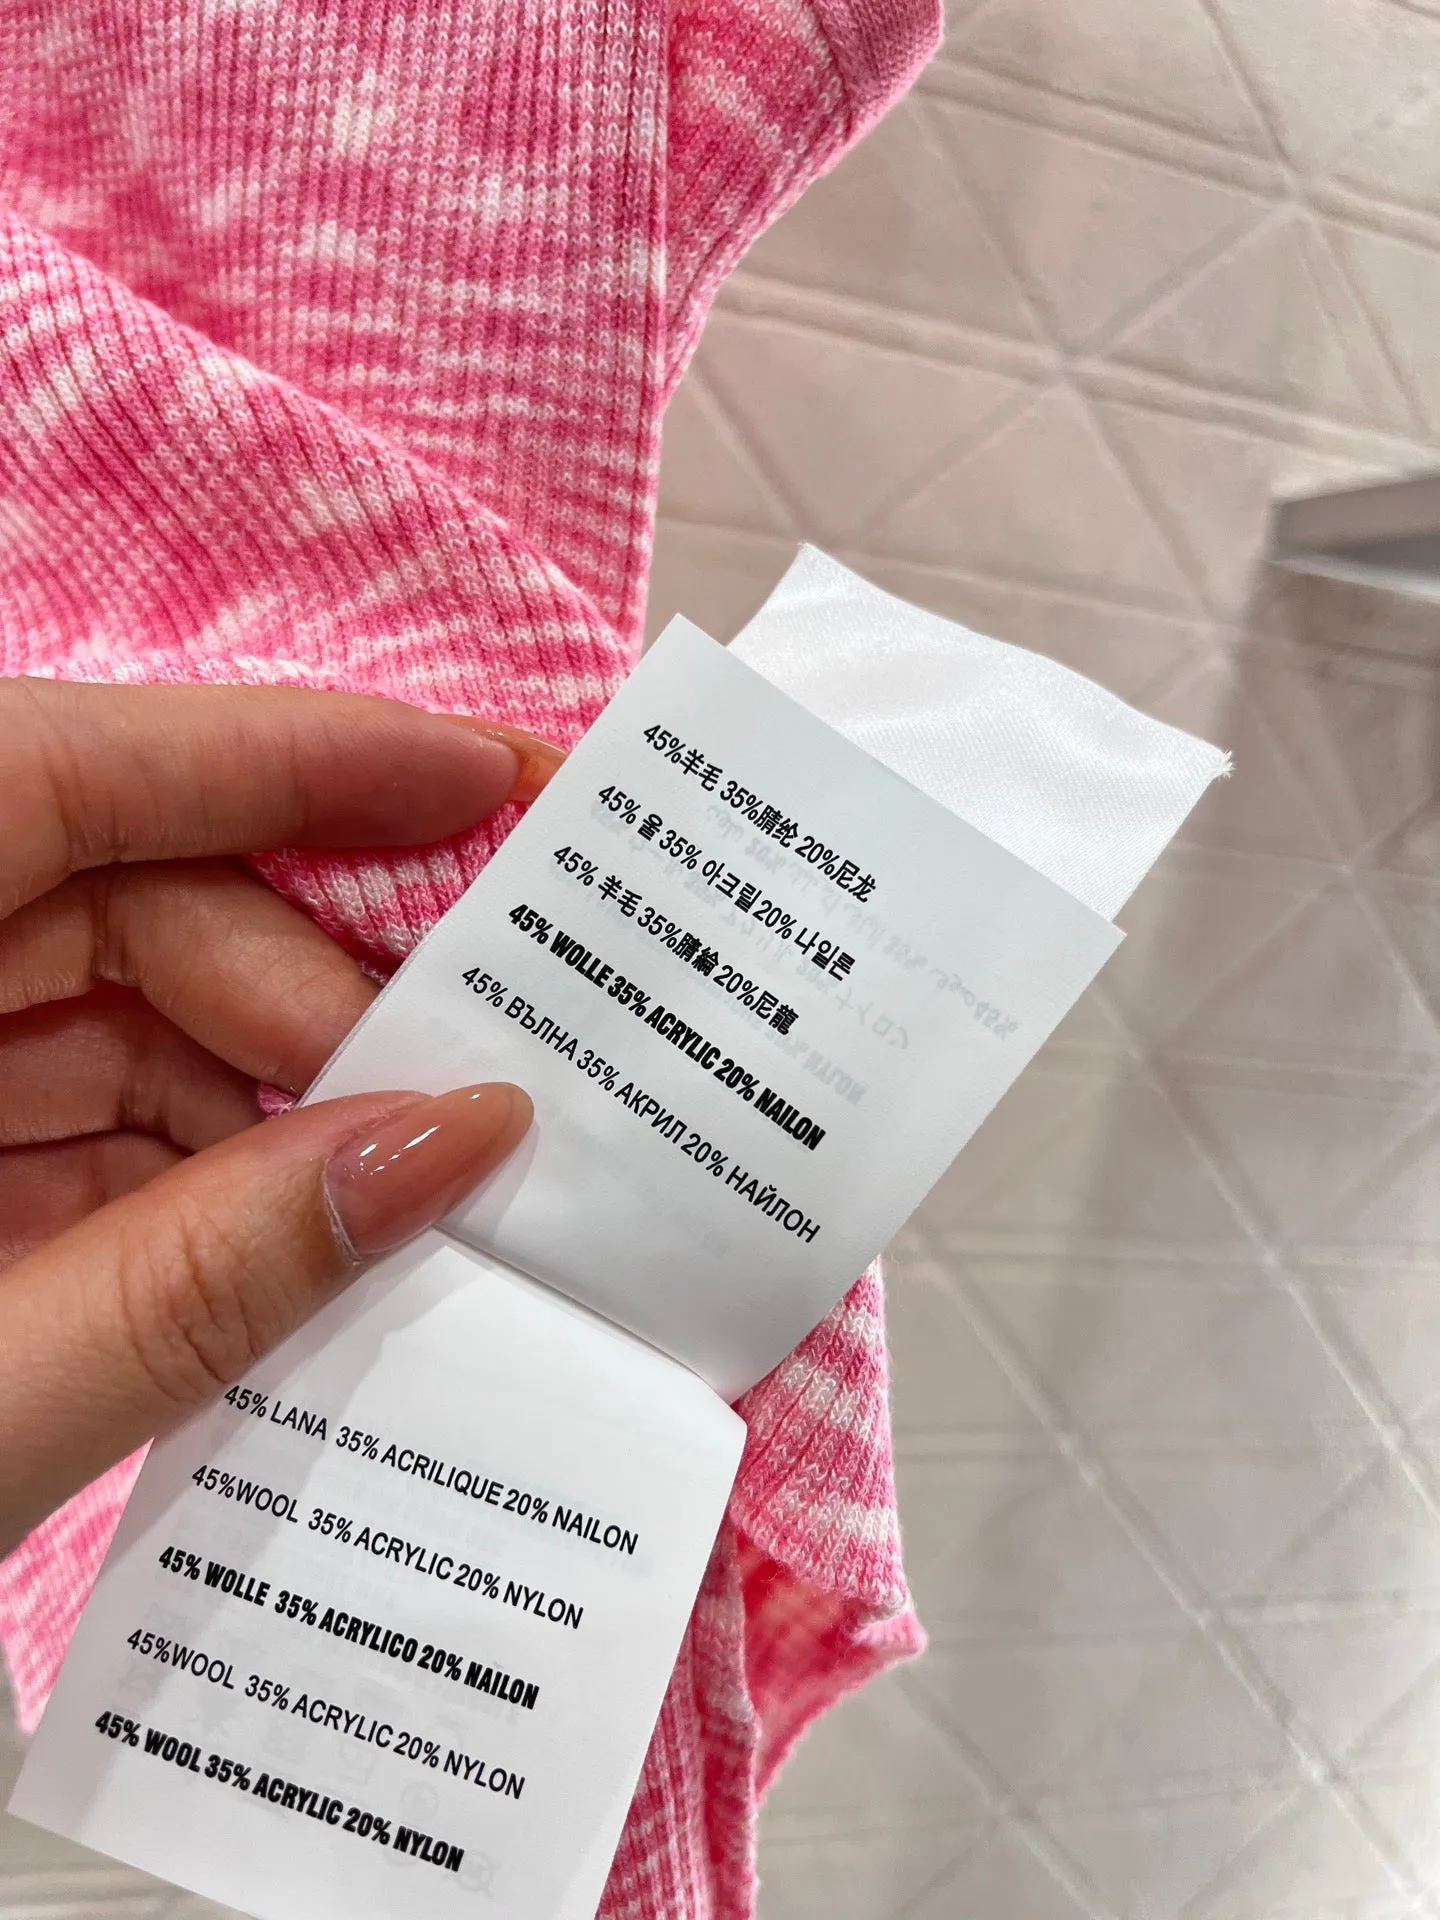 45%羊毛 35%腈纶 20%尼龙
45% 울 35% 아크릴 20% 나일론
45% 羊毛 35%腈綸 20%尼龍
45% WOLLE 35% ACRYLIC 20% NAILON
45% ВЪЛНА 35% АКРИЛ 20% НАЙЛОН
45% LANA 35% ACRILIQUE 20% NAILON
45%WOOL 35% ACRYLIC 20% NYLON
45% WOLLE 35% ACRYLICO 20% NAILON
45%WOOL 35% ACRYLIC 20% NYLON
45% WOOL 35% ACRYLIC 20% NYLON